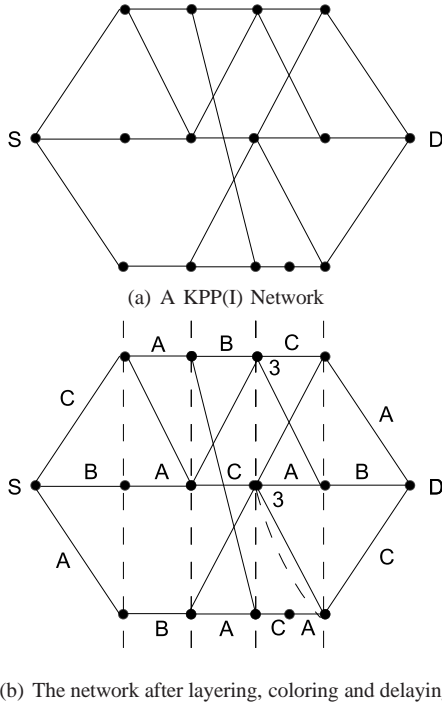 S
D
(a) A KPP(I) Network
A B C
3
C A
S B A C A B D
3
A C
B A C A
(b) The network after layering, coloring and delayin